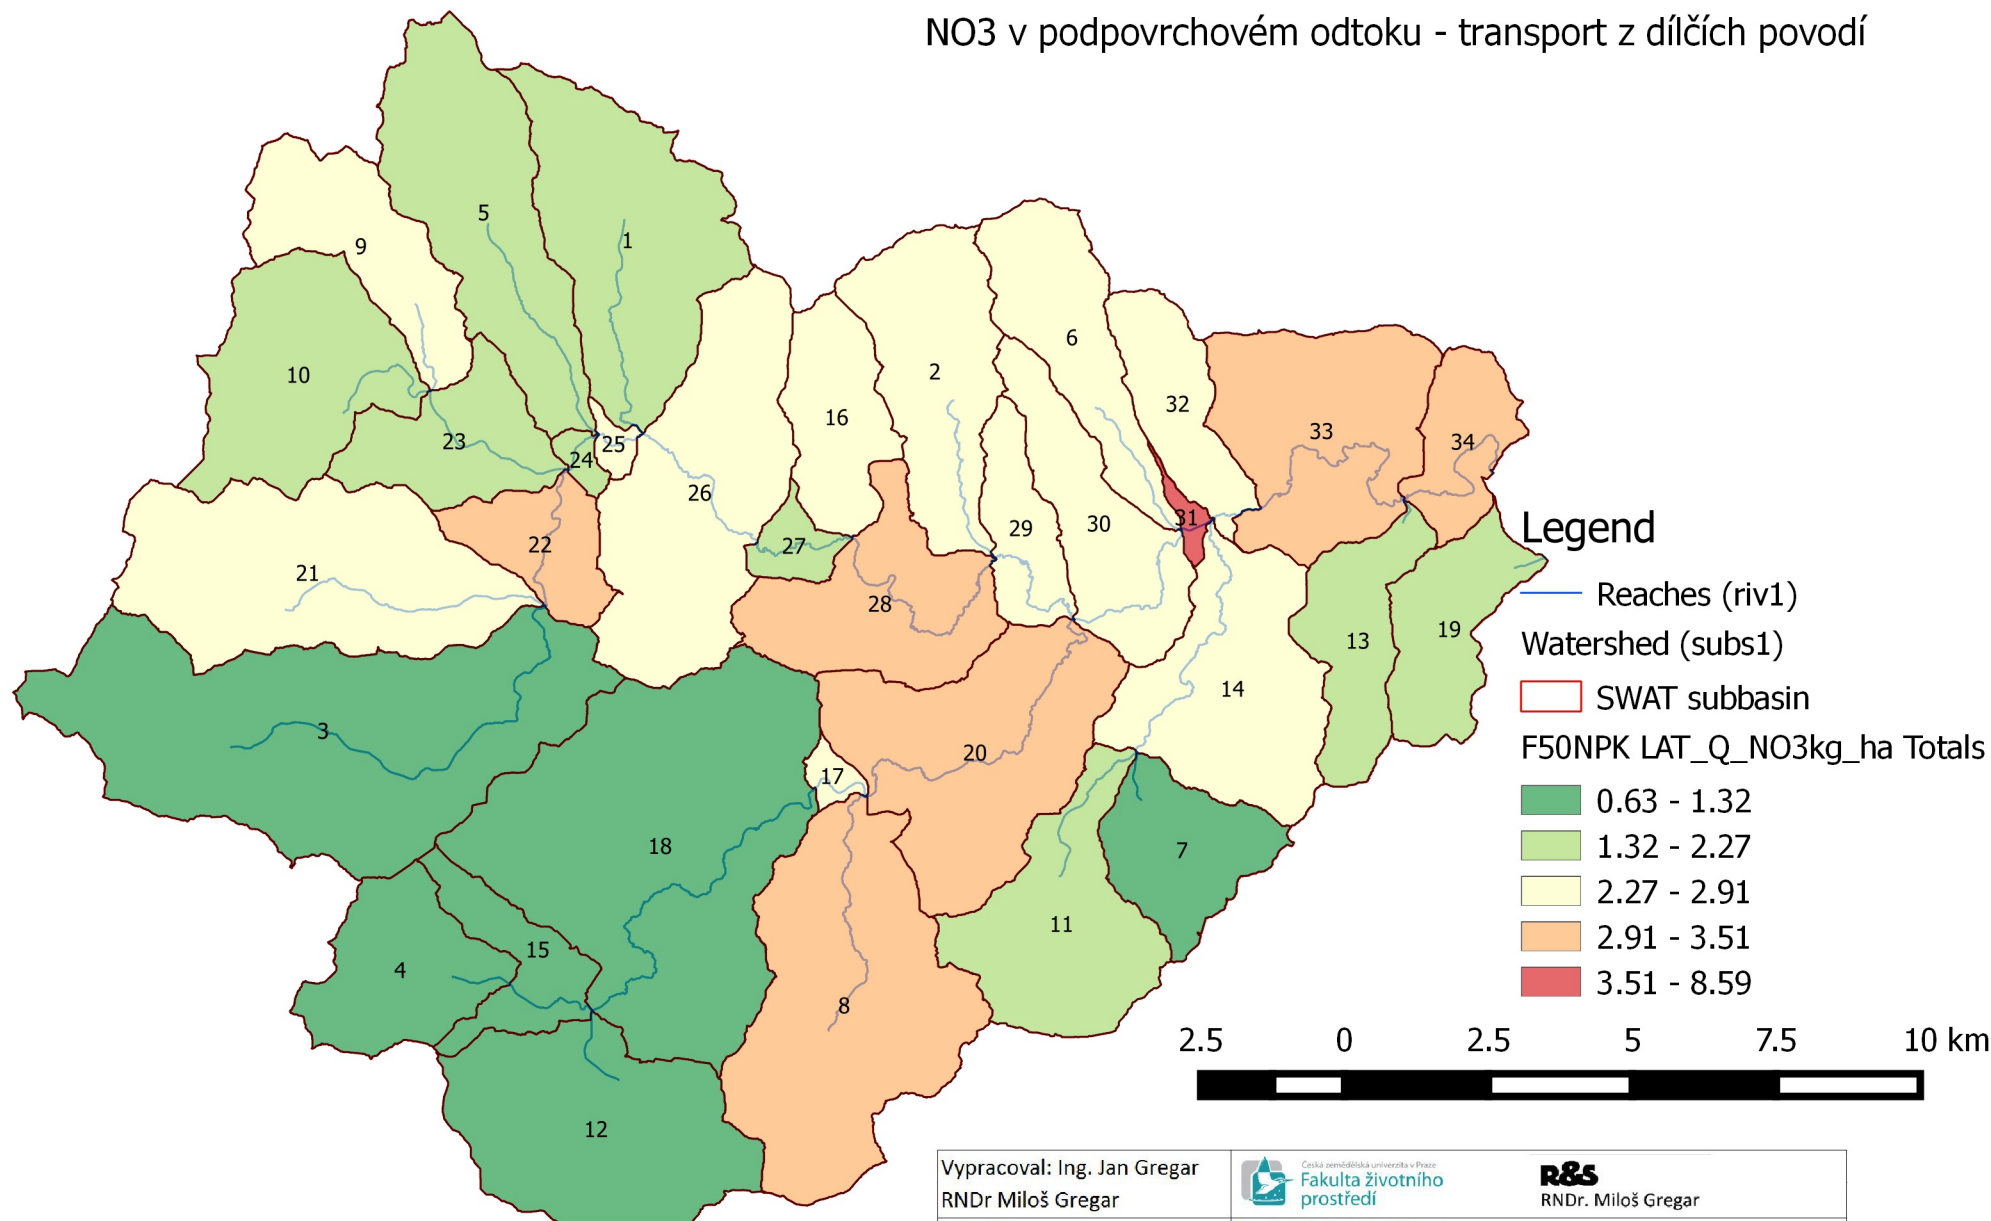 NO3 v podpovrchovém odtoku - transport z dílčích povodí
5
1
9
6
10
2
32
16
33
23
25
34
24
26
31
29
30
22
27
21
28
13
19
14
3
20
17
18
7
11
15
4
8
12
Legend
Reaches (riv1)
Watershed (subs1)
SWAT subbasin
F50NPK LAT_Q_NO3kg_ha Totals
0.63 - 1.32
1.32 - 2.27
2.27 - 2.91
2.91 - 3.51
3.51 - 8.59
2.5 0 2.5 5 7.5 10 km
Vypracoval: Ing. Jan Gregar
RNDr Miloš Gregar
Česká zemědělská univerzita v Praze
Fakulta životního
prostředí
R&S
RNDr. Miloš Gregar